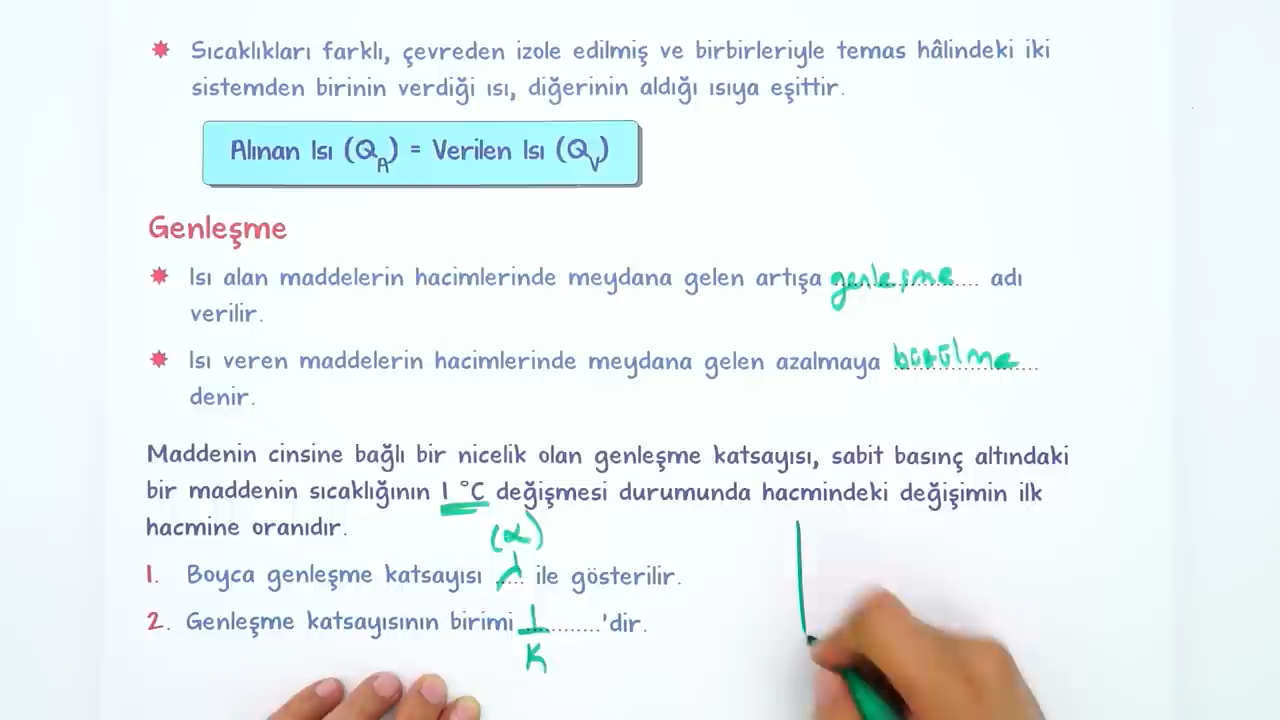 Sıcaklıkları farklı, çevreden izole edilmiş ve birbirleriyle temas hâlindeki iki
sistemden birinin verdiği ısı, diğerinin aldığı ısıya eşittir.
Alınan Isı (Q_A) = Verilen Isı (Q_V)
Genleşme
Isı alan maddelerin hacimlerinde meydana gelen artışa genleşme adı
verilir.
Isı veren maddelerin hacimlerinde meydana gelen azalmaya büzülme
denir.
Maddenin cinsine bağlı bir nicelik olan genleşme katsayısı, sabit basınç altındaki
bir maddenin sıcaklığının 1 °C değişmesi durumunda hacmindeki değişimin ilk
hacmine oranıdır.
(α)
1. Boyca genleşme katsayısı λ ile gösterilir.
2. Genleşme katsayısının birimi 1/K 'dir.